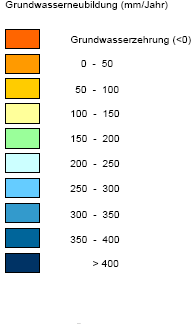 Grundwasserneubildung (mm/Jahr)
Grundwasserzehrung (<0)
0 - 50
50 - 100
100 - 150
150 - 200
200 - 250
250 - 300
300 - 350
350 - 400
> 400